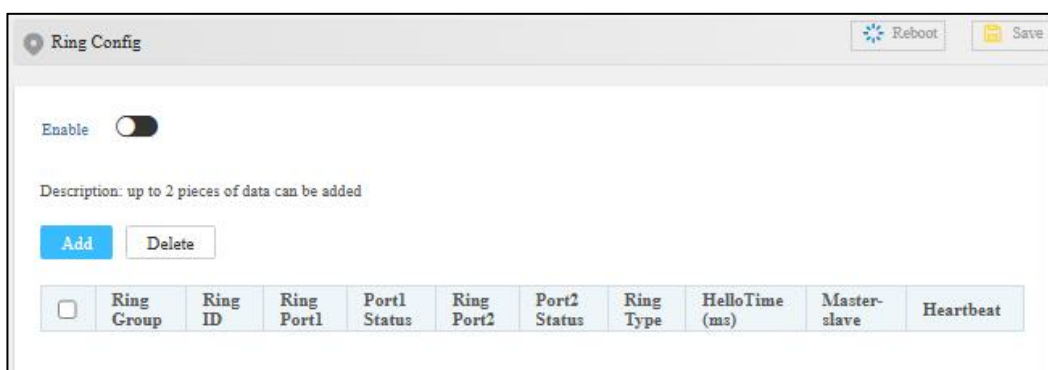 Ring Config
Reboot
Save
Enable
Description: up to 2 pieces of data can be added
Add
Delete
Ring Group
Ring ID
Ring Port1
Port1 Status
Ring Port2
Port2 Status
Ring Type
HelloTime (ms)
Master-slave
Heartbeat